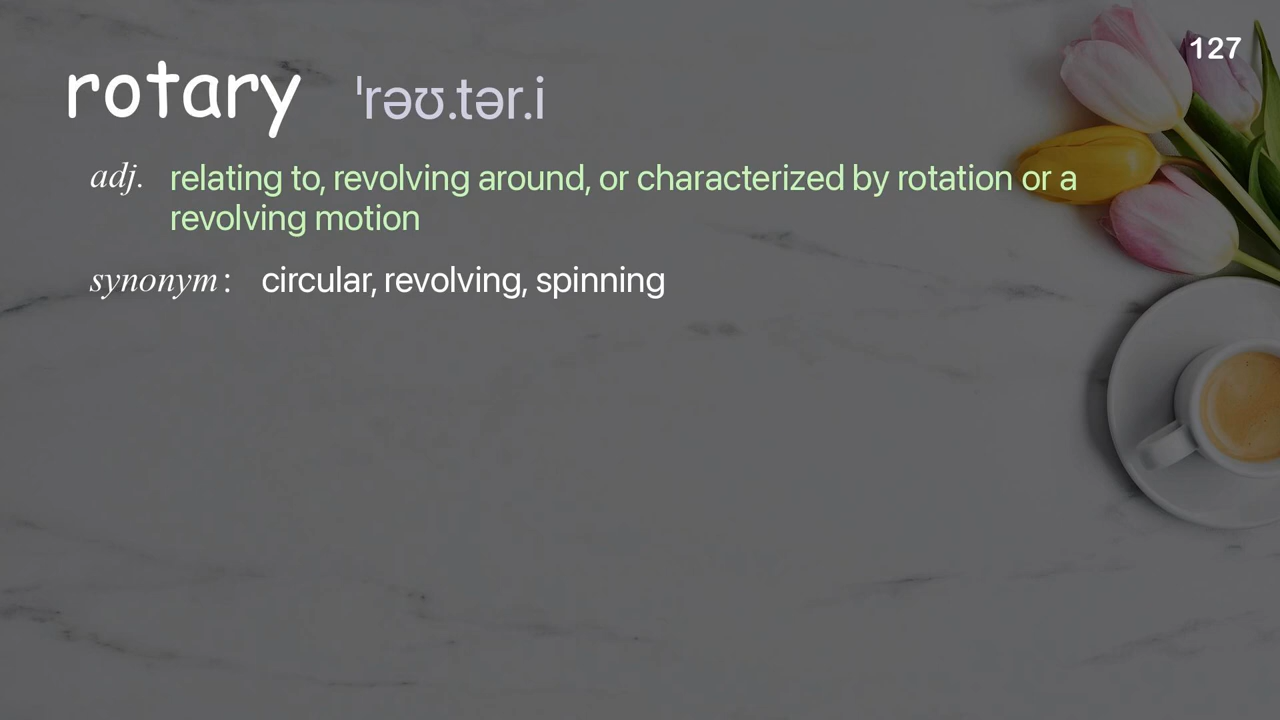 127
rotary ˈrəʊ.tər.i
adj. relating to, revolving around, or characterized by rotation or a
revolving motion
synonym : circular, revolving, spinning